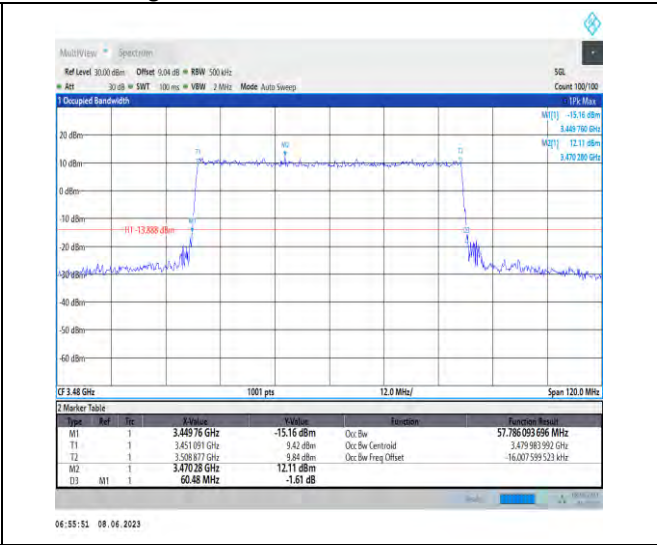 MultiView Spectrum
Ref Level 30.00 dBm Offset 9.04 dB RBW 500 kHz SGL
Att 30 dB SWT 100 ms VBW 2 MHz Mode Auto Sweep Count 100/100
1 Occupied Bandwidth 1Pk Max
M1[1] -15.16 dBm
3.449 760 GHz
M2[1] 12.11 dBm
3.470 280 GHz
20 dBm
T1 M2 T2
10 dBm
0 dBm
-10 dBm
M1
H1 -13.888 dBm
D3
-20 dBm
-30 dBm
-40 dBm
-50 dBm
-60 dBm
CF 3.48 GHz 1001 pts 12.0 MHz/ Span 120.0 MHz
2 Marker Table
Type Ref Trc X-Value Y-Value Function Function Result
M1 1 3.449 76 GHz -15.16 dBm Occ Bw 57.786 093 696 MHz
T1 1 3.451 091 GHz 9.42 dBm Occ Bw Centroid 3.479 983 992 GHz
T2 1 3.508 877 GHz 9.84 dBm Occ Bw Freq Offset -16.007 599 523 kHz
M2 1 3.470 28 GHz 12.11 dBm
D3 M1 1 60.48 MHz -1.61 dB
06:55:51 08.06.2023